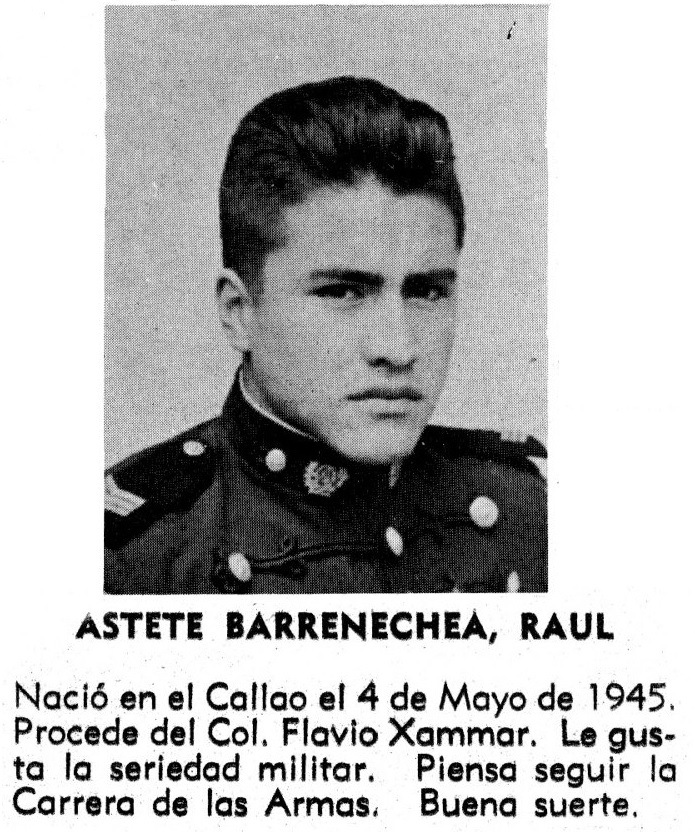 ASTETE BARRENECHEA, RAUL
Nació en el Callao el 4 de Mayo de 1945.
Procede del Col. Flavio Xammar. Le gus-
ta la seriedad militar. Piensa seguir la
Carrera de las Armas. Buena suerte.